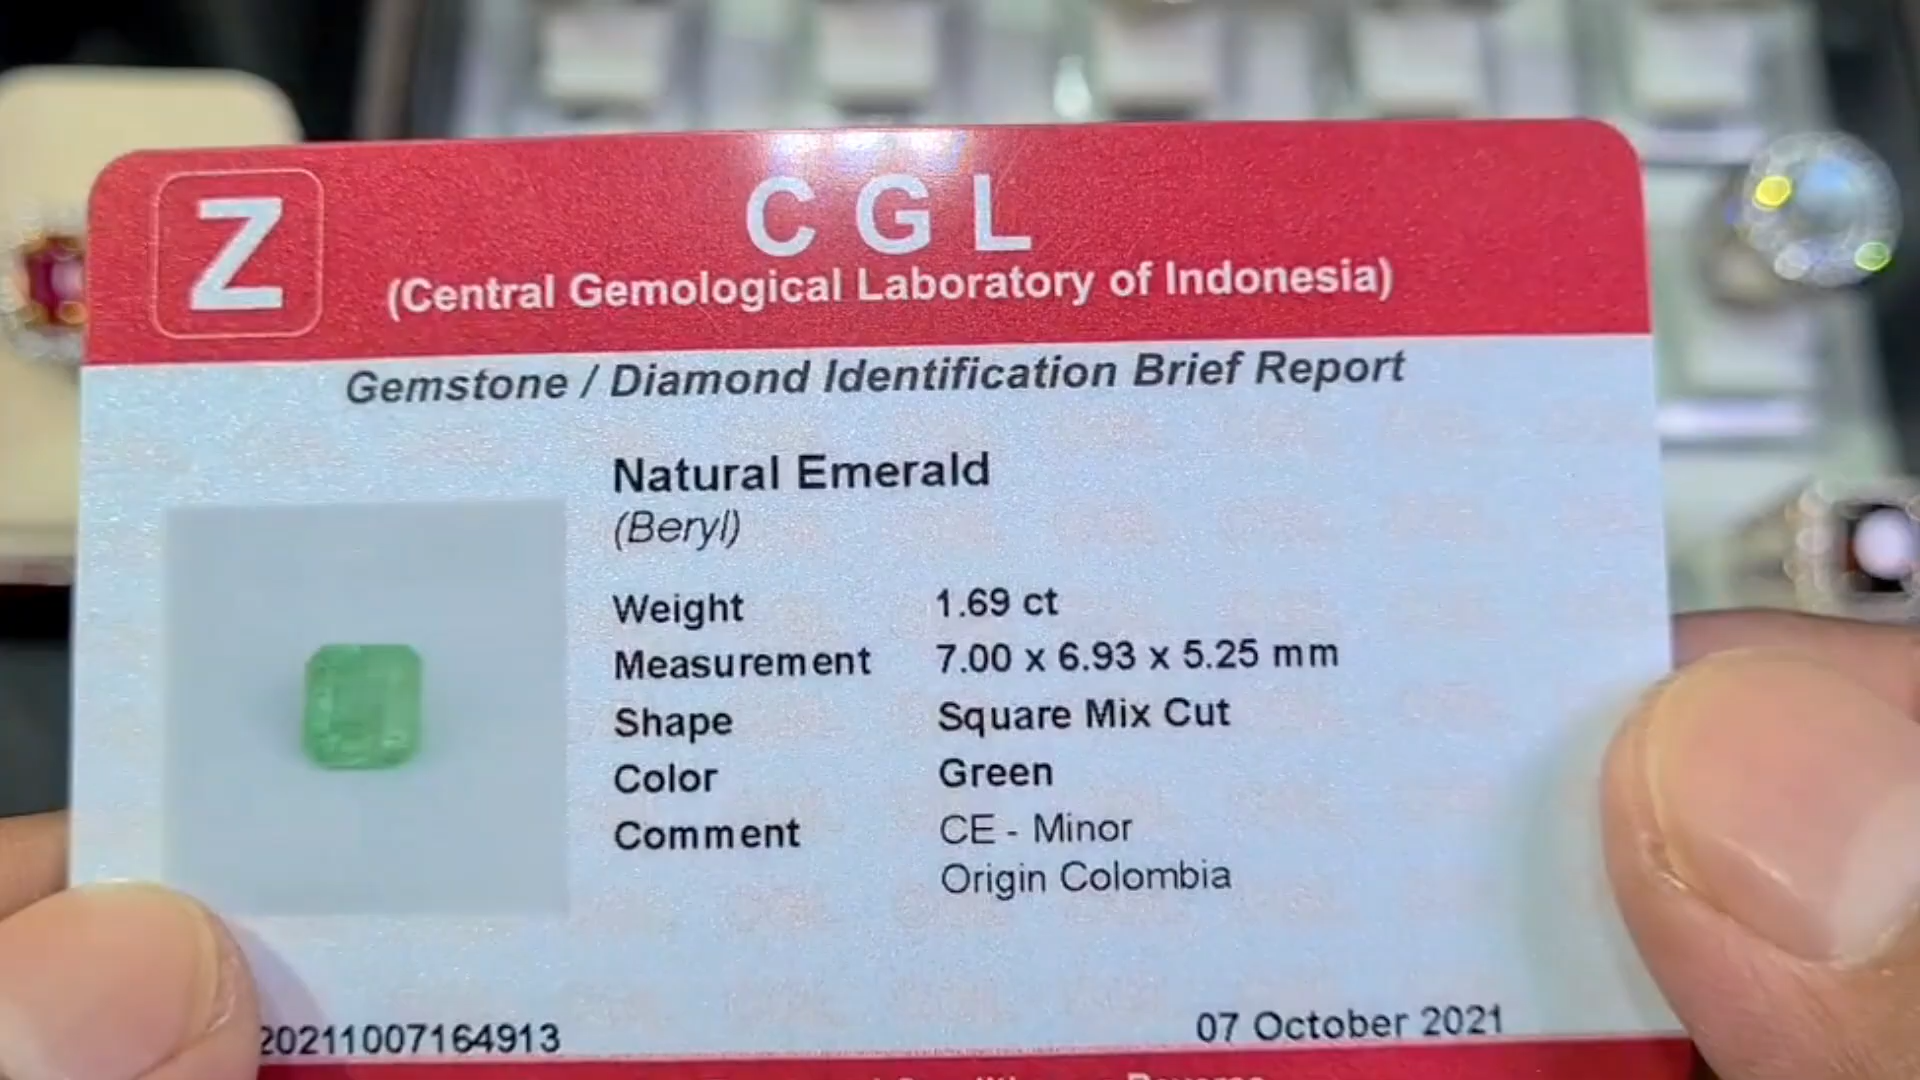 Z
C G L
(Central Gemological Laboratory of Indonesia)
Gemstone / Diamond Identification Brief Report
Natural Emerald
(Beryl)
Weight 1.69 ct
Measurement 7.00 x 6.93 x 5.25 mm
Shape Square Mix Cut
Color Green
Comment CE - Minor
Origin Colombia
20211007164913 07 October 2021